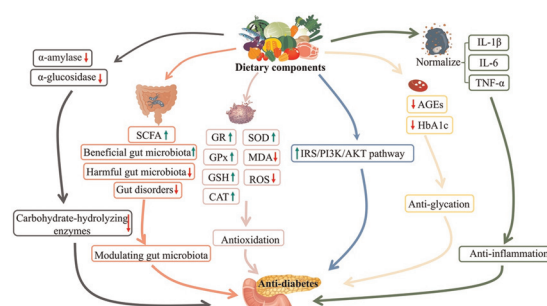 Dietary components
α-amylase
α-glucosidase
Carbohydrate-hydrolyzing
enzymes
SCFA
Beneficial gut microbiota
Harmful gut microbiota
Gut disorders
Modulating gut microbiota
GR
SOD
GPx
MDA
GSH
ROS
CAT
Antioxidation
IRS/PI3K/AKT pathway
AGEs
HbA1c
Anti-glycation
Normalize
IL-1β
IL-6
TNF-α
Anti-inflammation
Anti-diabetes